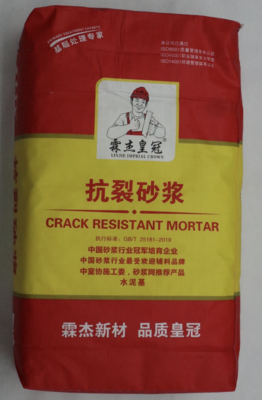 基础处理专家
霖杰皇冠
LINJIE IMPERIAL CROWN
抗裂砂浆
CRACK RESISTANT MORTAR
执行标准：GB/T 25181-2019
中国砂浆行业冠军培育企业
中国砂浆行业最受欢迎辅料品牌
中室协施工委，砂浆网推荐产品
水泥基
霖杰新材 品质皇冠